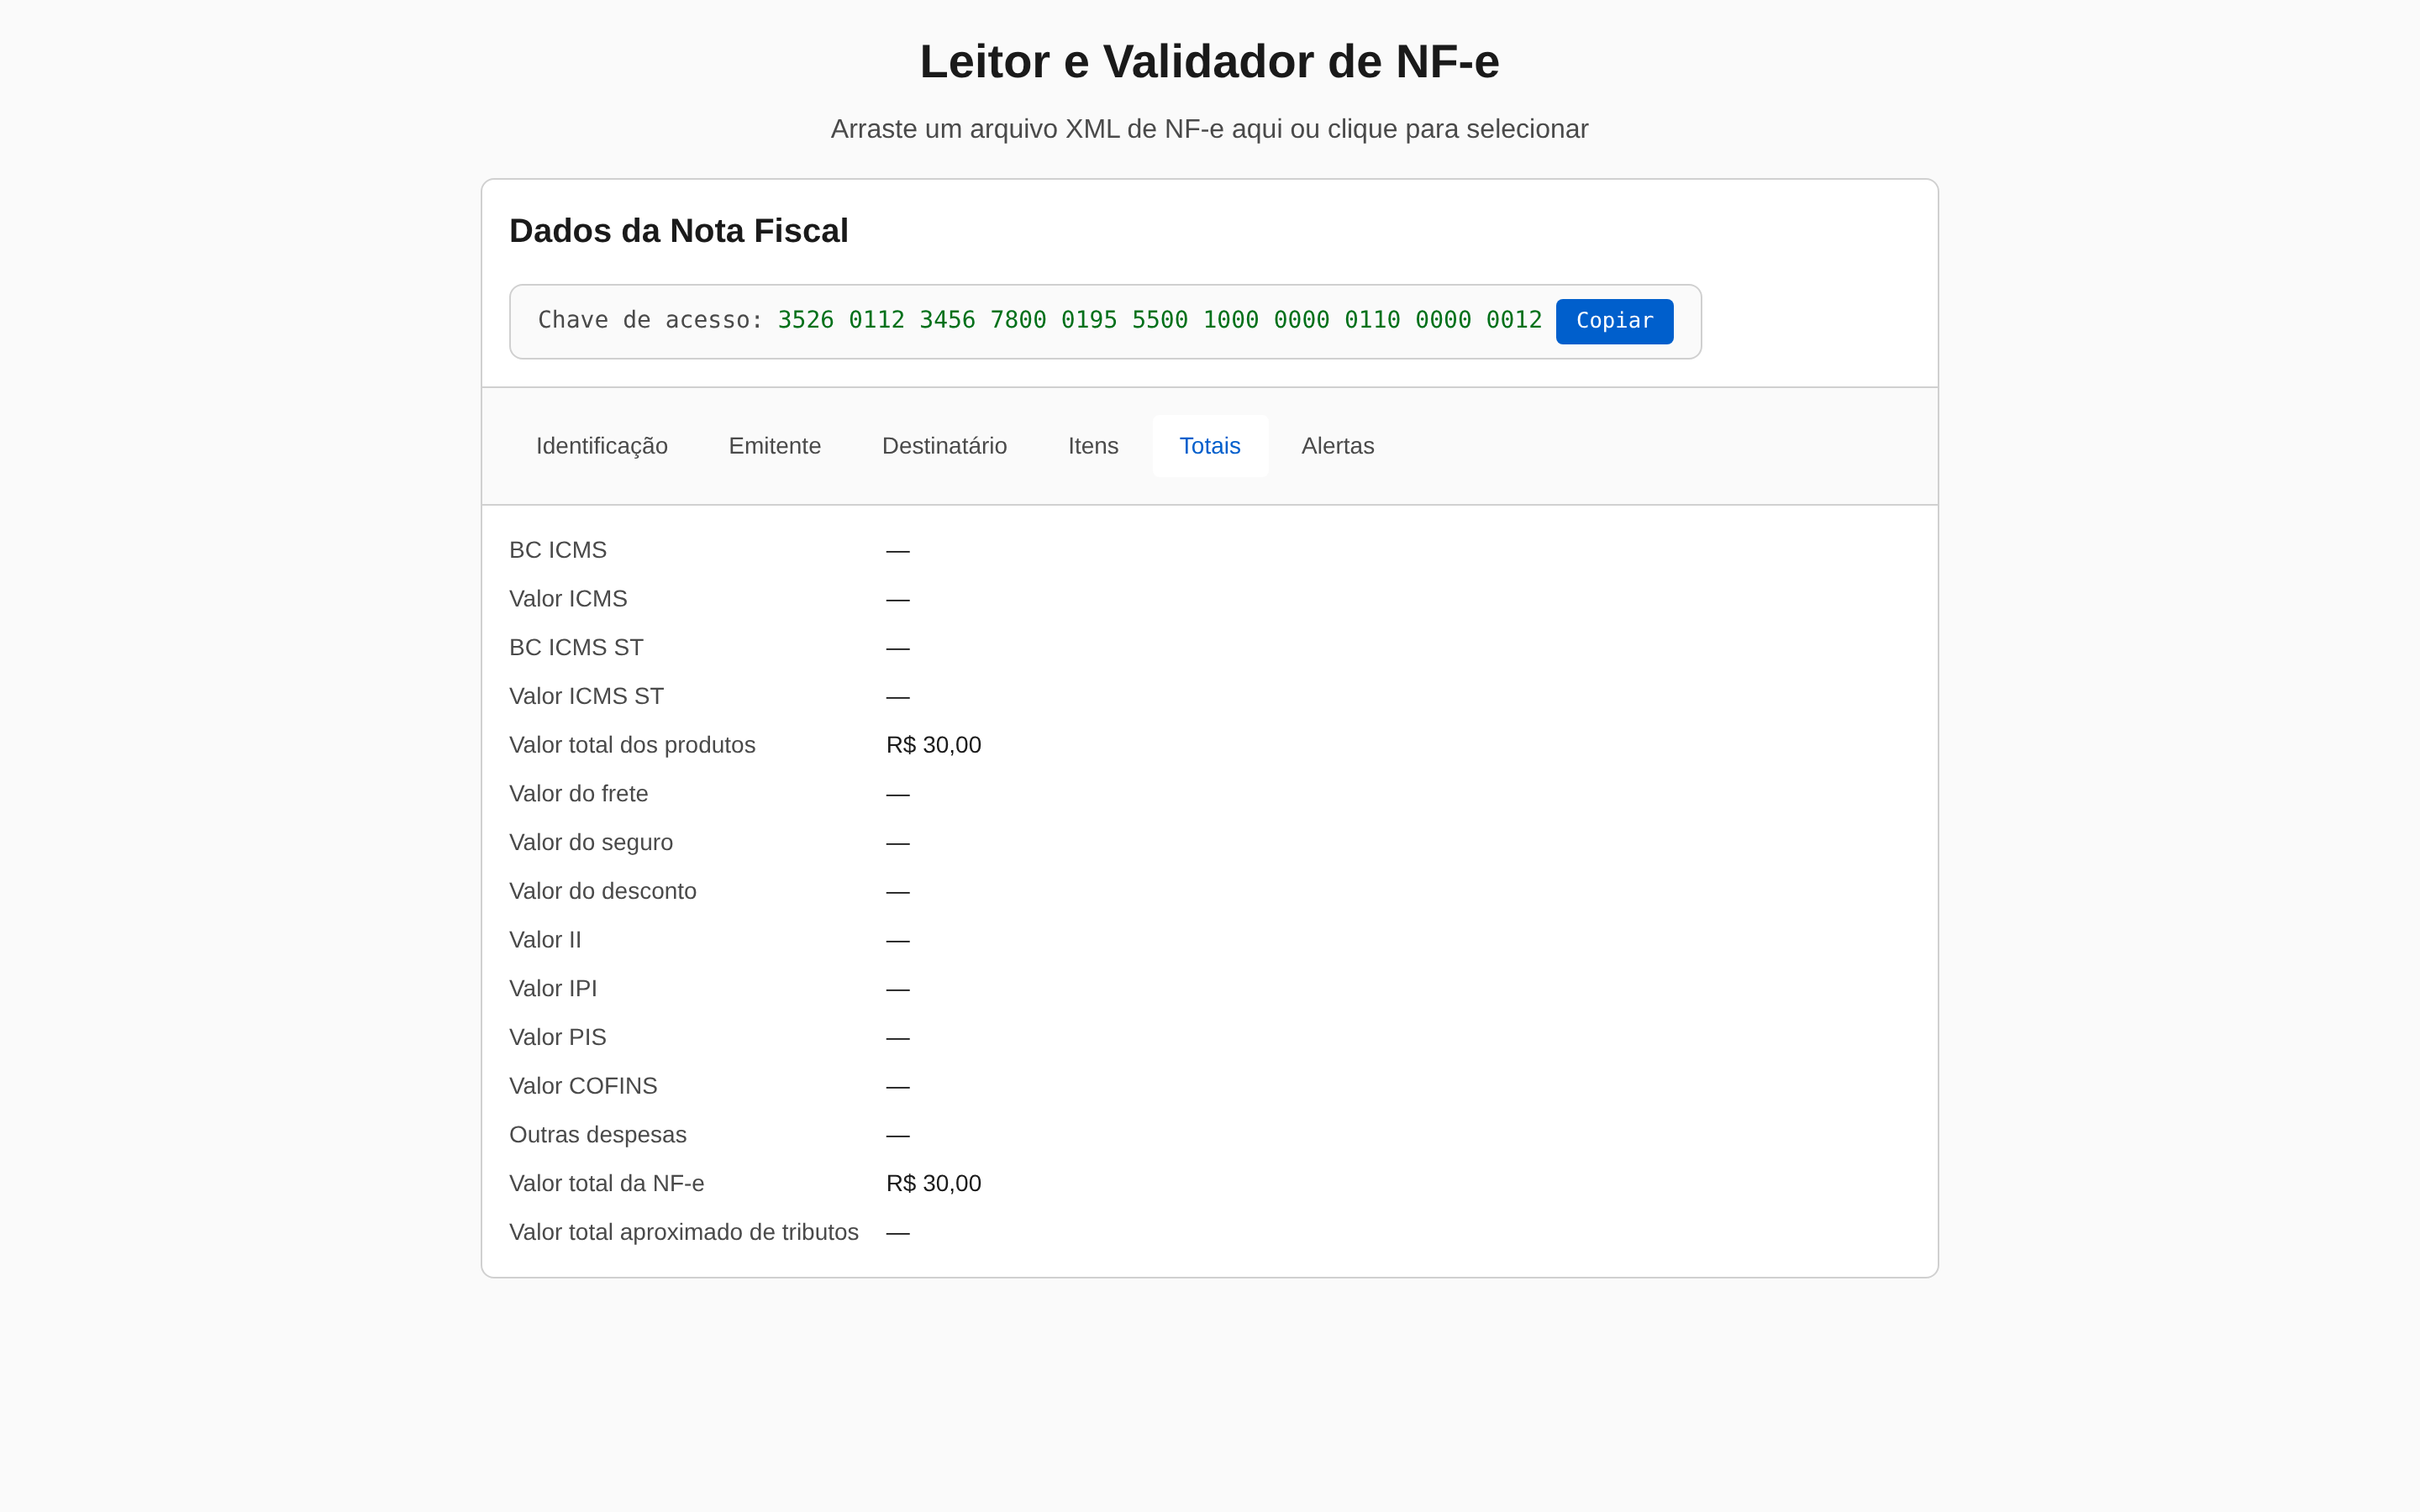 Leitor e Validador de NF-e
Arraste um arquivo XML de NF-e aqui ou clique para selecionar
Dados da Nota Fiscal
Chave de acesso: 3526 0112 3456 7800 0195 5500 1000 0000 0110 0000 0012 Copiar
Identificação Emitente Destinatário Itens Totais Alertas
BC ICMS —
Valor ICMS —
BC ICMS ST —
Valor ICMS ST —
Valor total dos produtos R$ 30,00
Valor do frete —
Valor do seguro —
Valor do desconto —
Valor II —
Valor IPI —
Valor PIS —
Valor COFINS —
Outras despesas —
Valor total da NF-e R$ 30,00
Valor total aproximado de tributos —